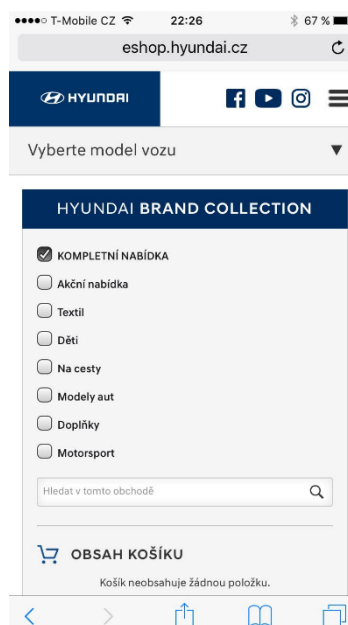 T-Mobile CZ 22:26 67 %
eshop.hyundai.cz
HYUNDAI
Vyberte model vozu
HYUNDAI BRAND COLLECTION
KOMPLETNÍ NABÍDKA
Akční nabídka
Textil
Děti
Na cesty
Modely aut
Doplňky
Motorsport
Hledat v tomto obchodě
OBSAH KOŠÍKU
Košík neobsahuje žádnou položku.